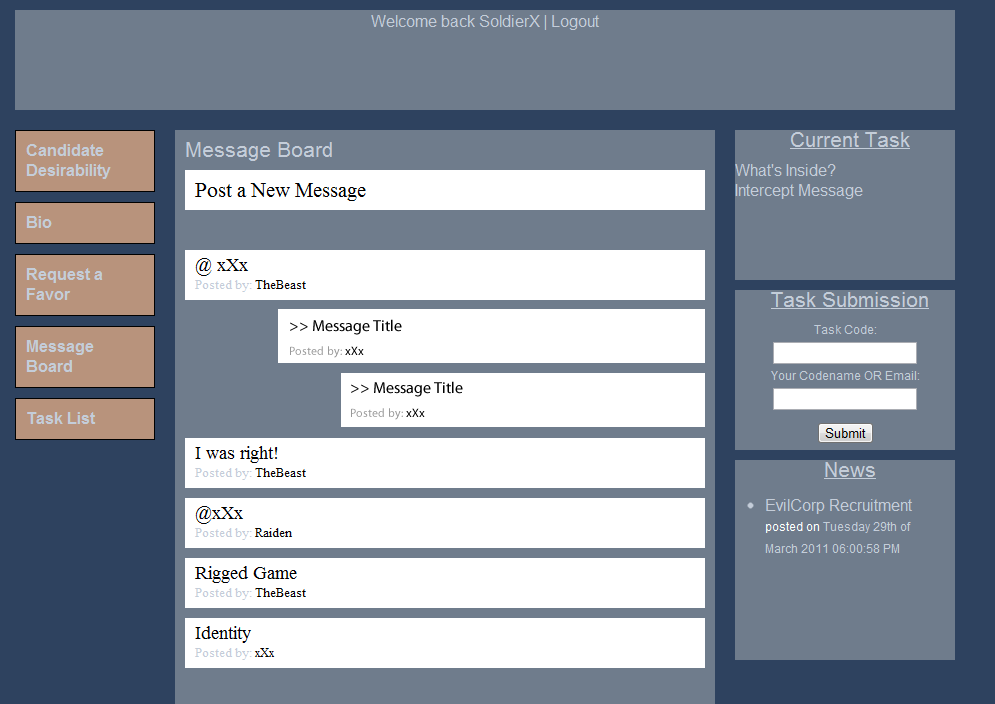 Welcome back SoldierX | Logout
Candidate
Desirability
Bio
Request a
Favor
Message
Board
Task List
Message Board
Post a New Message
@ xXx
Posted by: TheBeast
>> Message Title
Posted by: xXx
>> Message Title
Posted by: xXx
I was right!
Posted by: TheBeast
@xXx
Posted by: Raiden
Rigged Game
Posted by: TheBeast
Identity
Posted by: xXx
Current Task
What's Inside?
Intercept Message
Task Submission
Task Code:
Your Codename OR Email:
Submit
News
• EvilCorp Recruitment
posted on Tuesday 29th of
March 2011 06:00:58 PM